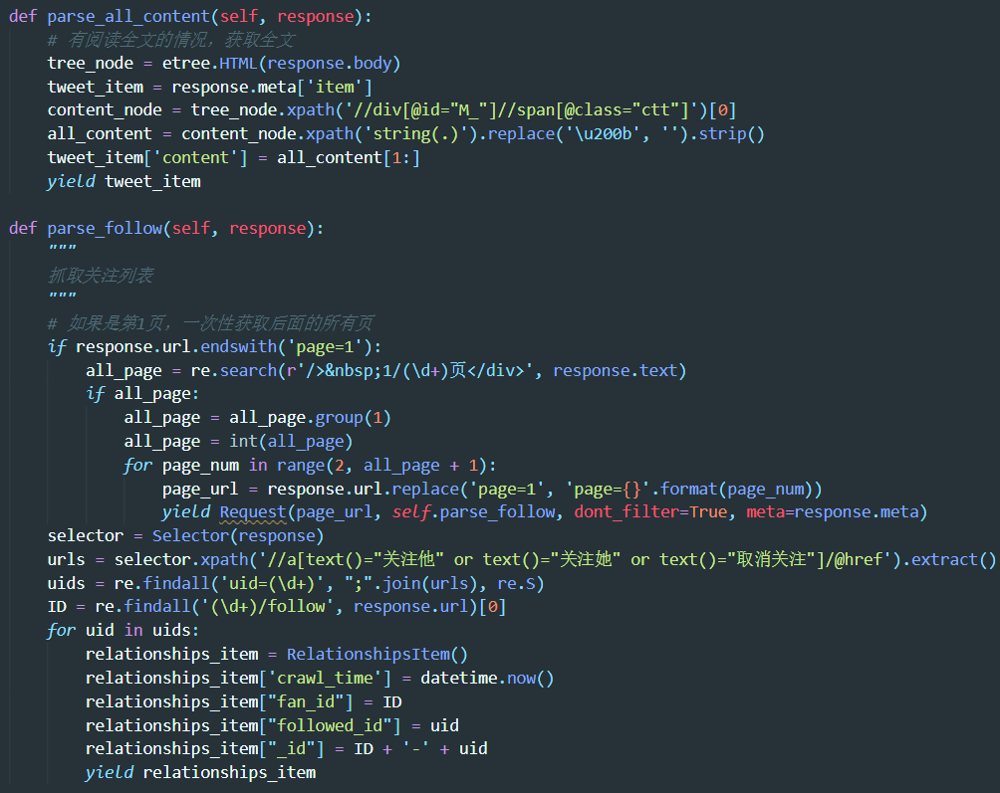 def parse_all_content(self, response):
    # 有阅读全文的情况，获取全文
    tree_node = etree.HTML(response.body)
    tweet_item = response.meta['item']
    content_node = tree_node.xpath('//div[@id="M_"]//span[@class="ctt"]')[0]
    all_content = content_node.xpath('string(.)').replace('\u200b', '').strip()
    tweet_item['content'] = all_content[1:]
    yield tweet_item

def parse_follow(self, response):
    """
    抓取关注列表
    """
    # 如果是第1页，一次性获取后面的所有页
    if response.url.endswith('page=1'):
        all_page = re.search(r'/>&nbsp;1/(\d+)页</div>', response.text)
        if all_page:
            all_page = all_page.group(1)
            all_page = int(all_page)
            for page_num in range(2, all_page + 1):
                page_url = response.url.replace('page=1', 'page={}'.format(page_num))
                yield Request(page_url, self.parse_follow, dont_filter=True, meta=response.meta)
    selector = Selector(response)
    urls = selector.xpath('//a[text()="关注他" or text()="关注她" or text()="取消关注"]/@href').extract()
    uids = re.findall('uid=(\d+)', ";".join(urls), re.S)
    ID = re.findall('(\d+)/follow', response.url)[0]
    for uid in uids:
        relationships_item = RelationshipsItem()
        relationships_item['crawl_time'] = datetime.now()
        relationships_item["fan_id"] = ID
        relationships_item["followed_id"] = uid
        relationships_item["_id"] = ID + '-' + uid
        yield relationships_item